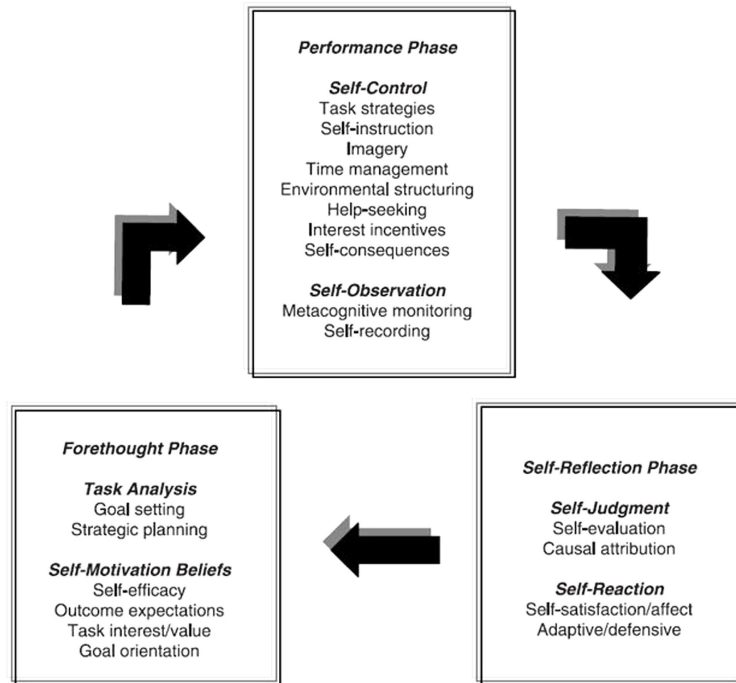 Performance Phase
Self-Control
Task strategies
Self-instruction
Imagery
Time management
Environmental structuring
Help-seeking
Interest incentives
Self-consequences
Self-Observation
Metacognitive monitoring
Self-recording
Forethought Phase
Task Analysis
Goal setting
Strategic planning
Self-Motivation Beliefs
Self-efficacy
Outcome expectations
Task interest/value
Goal orientation
Self-Reflection Phase
Self-Judgment
Self-evaluation
Causal attribution
Self-Reaction
Self-satisfaction/affect
Adaptive/defensive